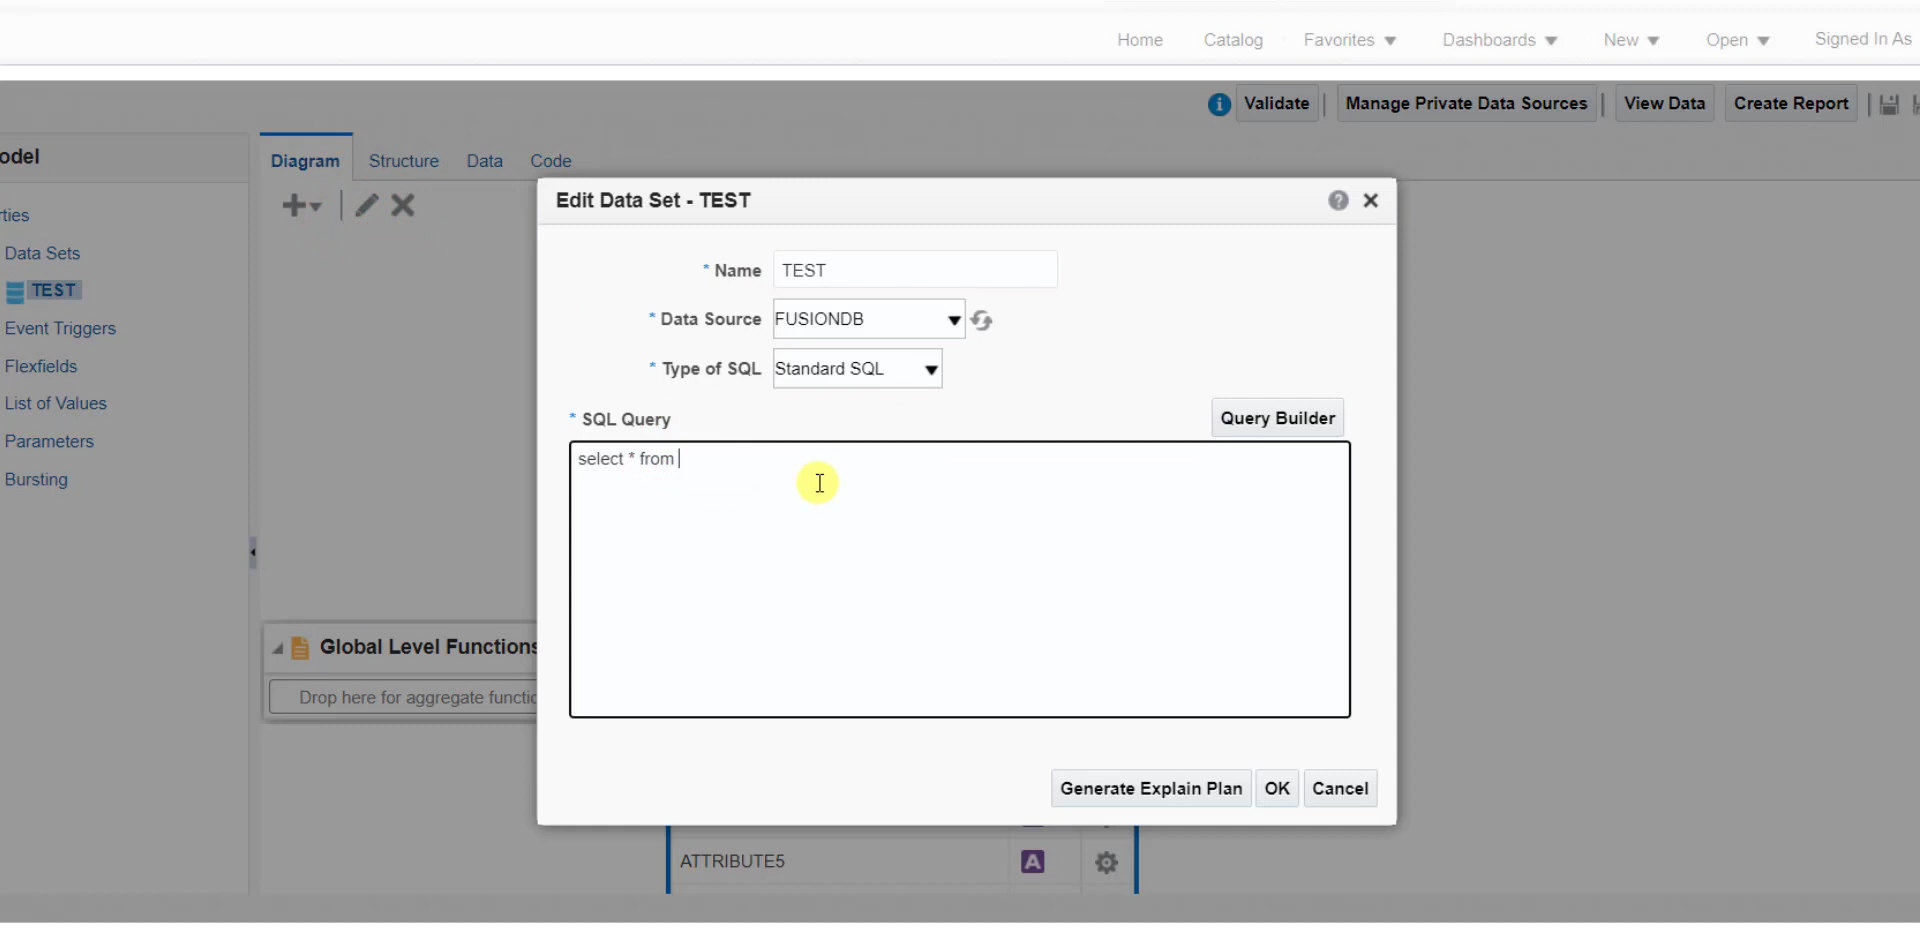 Home Catalog Favorites Dashboards New Open Signed In As
Validate Manage Private Data Sources View Data Create Report
odel
Diagram Structure Data Code
rties
Data Sets
TEST
Event Triggers
Flexfields
List of Values
Parameters
Bursting
Edit Data Set - TEST
* Name TEST
* Data Source FUSIONDB
* Type of SQL Standard SQL
* SQL Query Query Builder
select * from
Global Level Functions
Drop here for aggregate functio
Generate Explain Plan OK Cancel
ATTRIBUTE5 A